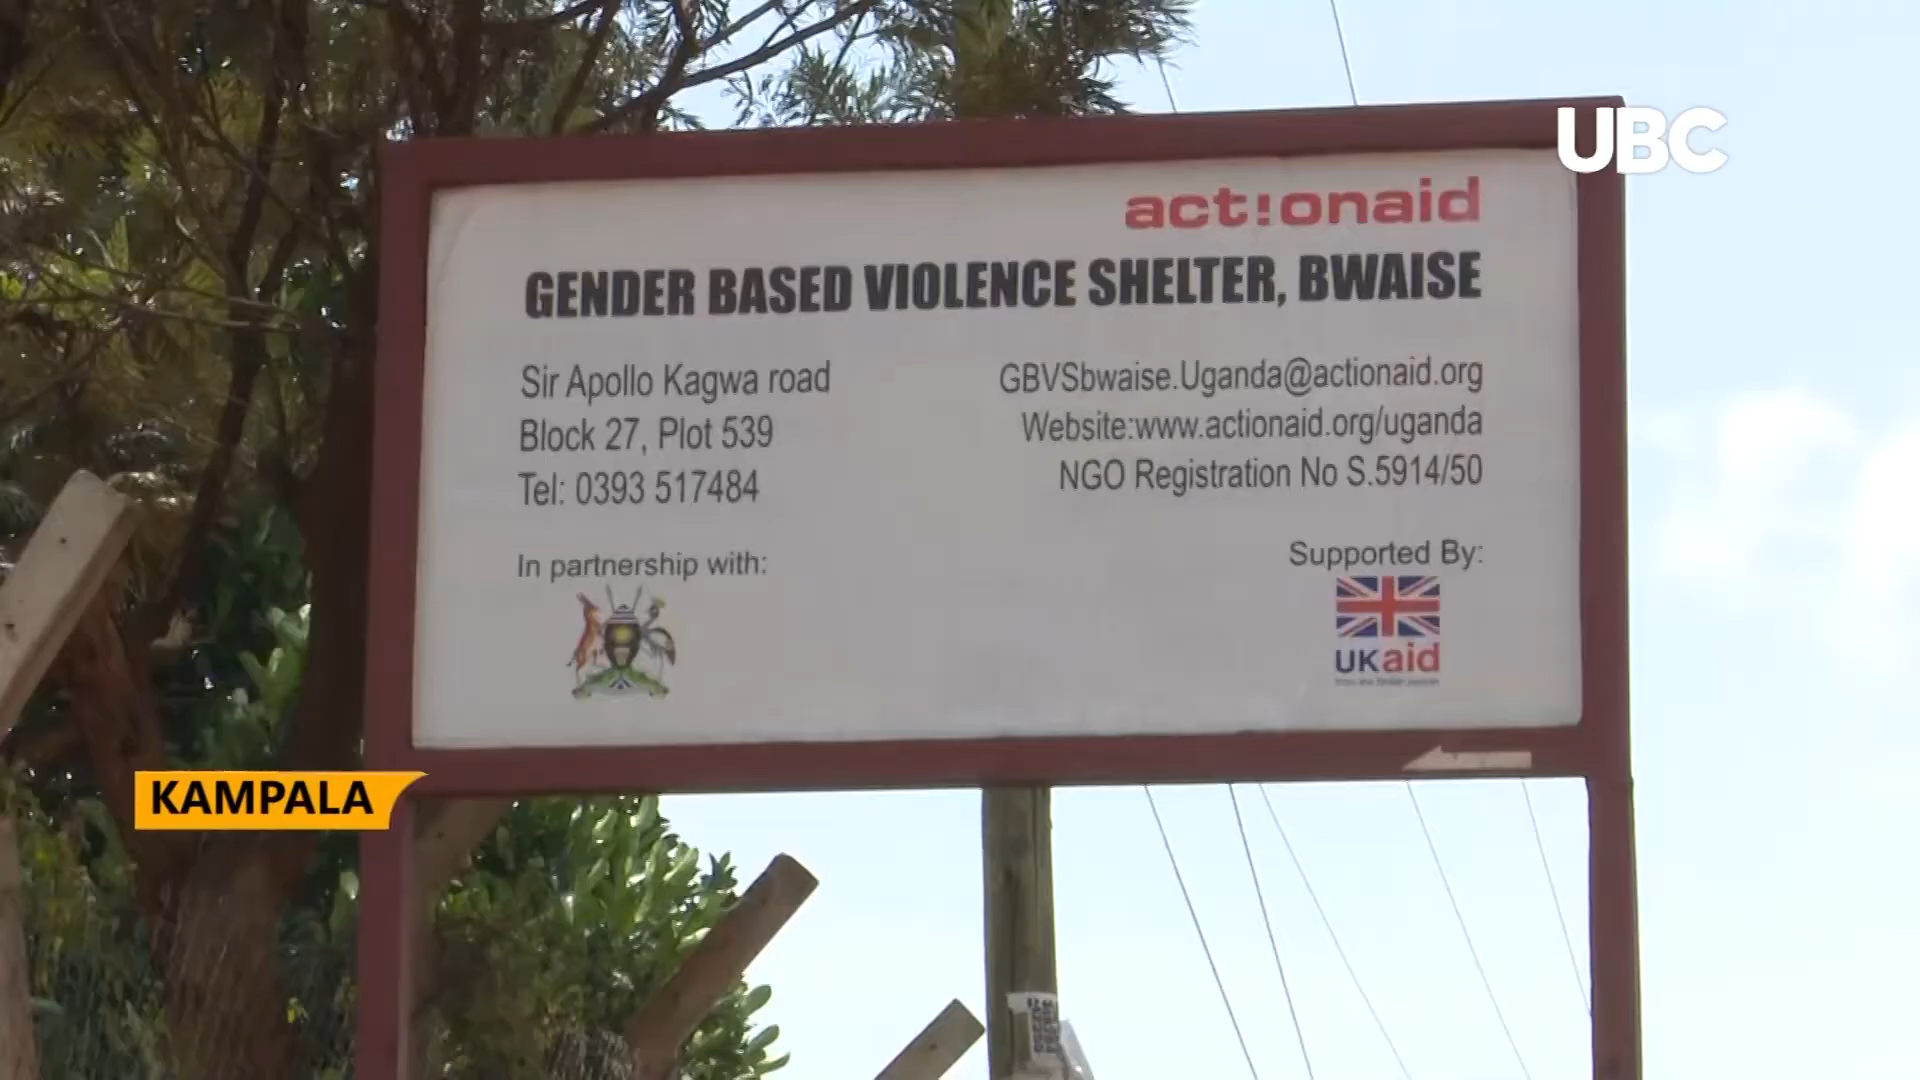 UBC
act!onaid
GENDER BASED VIOLENCE SHELTER, BWAISE
Sir Apollo Kagwa road
Block 27, Plot 539
Tel: 0393 517484
GBVSbwaise.Uganda@actionaid.org
Website:www.actionaid.org/uganda
NGO Registration No S.5914/50
In partnership with:
Supported By:
UKaid
KAMPALA